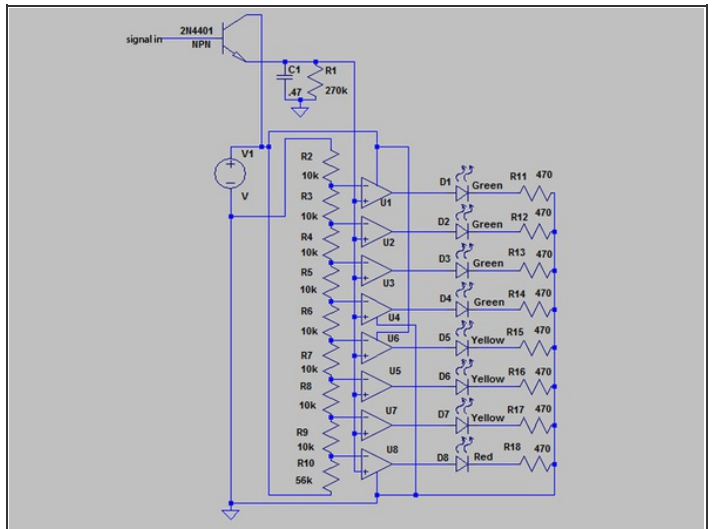 signal in
2N4401
NPN
C1
.47
R1
270k
V1
V
R2
10k
R3
10k
R4
10k
R5
10k
R6
10k
R7
10k
R8
10k
R9
10k
R10
56k
U1
U2
U3
U4
U6
U5
U7
U8
D1
Green
R11
470
D2
Green
R12
470
D3
Green
R13
470
D4
Green
R14
470
D5
Yellow
R15
470
D6
Yellow
R16
470
D7
Yellow
R17
470
D8
Red
R18
470